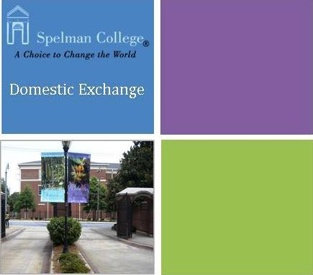 Spelman College®
A Choice to Change the World
Domestic Exchange